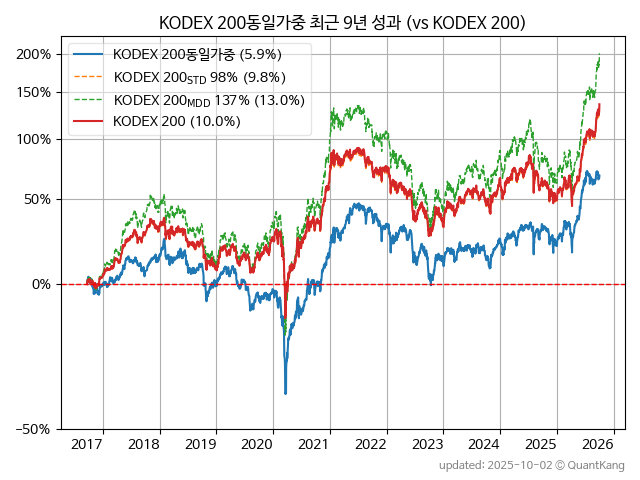 KODEX 200동일가중 최근 9년 성과 (vs KODEX 200)
KODEX 200동일가중 (5.9%)
KODEX 200STD 98% (9.8%)
KODEX 200MDD 137% (13.0%)
KODEX 200 (10.0%)
200%
150%
100%
50%
0%
−50%
2017 2018 2019 2020 2021 2022 2023 2024 2025 2026
updated: 2025-10-02 © QuantKang